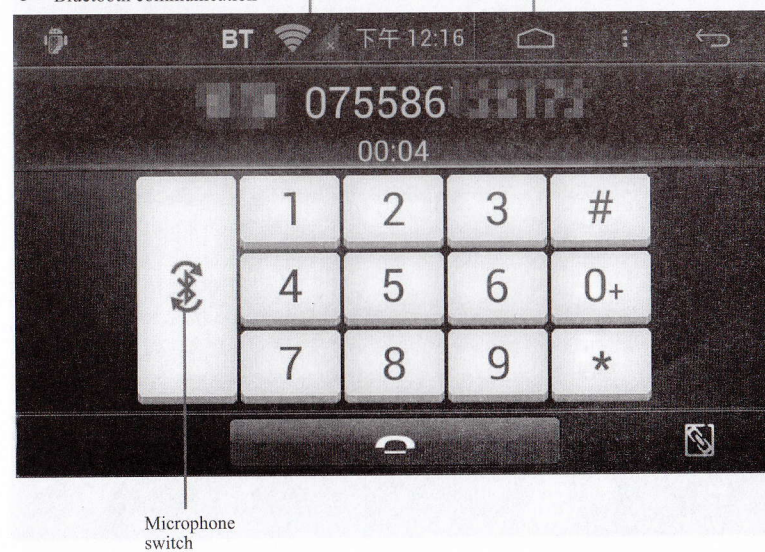 Bluetooth communication
BT 下午 12:16
075586
00:04
1 2 3 #
4 5 6 0+
7 8 9 *
Microphone
switch